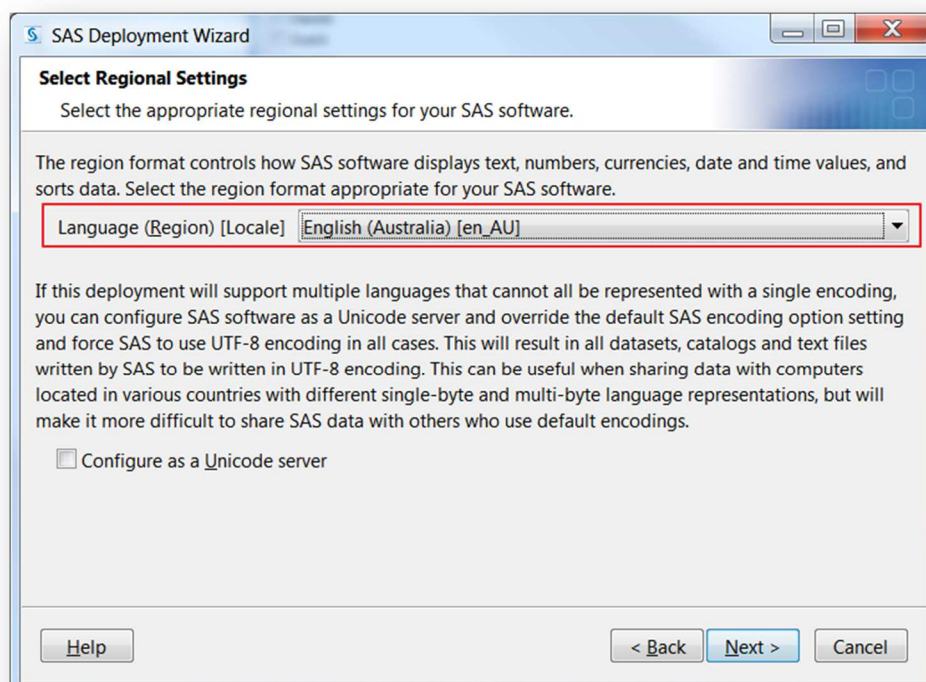 SAS Deployment Wizard
Select Regional Settings
Select the appropriate regional settings for your SAS software.
The region format controls how SAS software displays text, numbers, currencies, date and time values, and
sorts data. Select the region format appropriate for your SAS software.
Language (Region) [Locale] English (Australia) [en_AU]
If this deployment will support multiple languages that cannot all be represented with a single encoding,
you can configure SAS software as a Unicode server and override the default SAS encoding option setting
and force SAS to use UTF-8 encoding in all cases. This will result in all datasets, catalogs and text files
written by SAS to be written in UTF-8 encoding. This can be useful when sharing data with computers
located in various countries with different single-byte and multi-byte language representations, but will
make it more difficult to share SAS data with others who use default encodings.
Configure as a Unicode server
Help < Back Next > Cancel